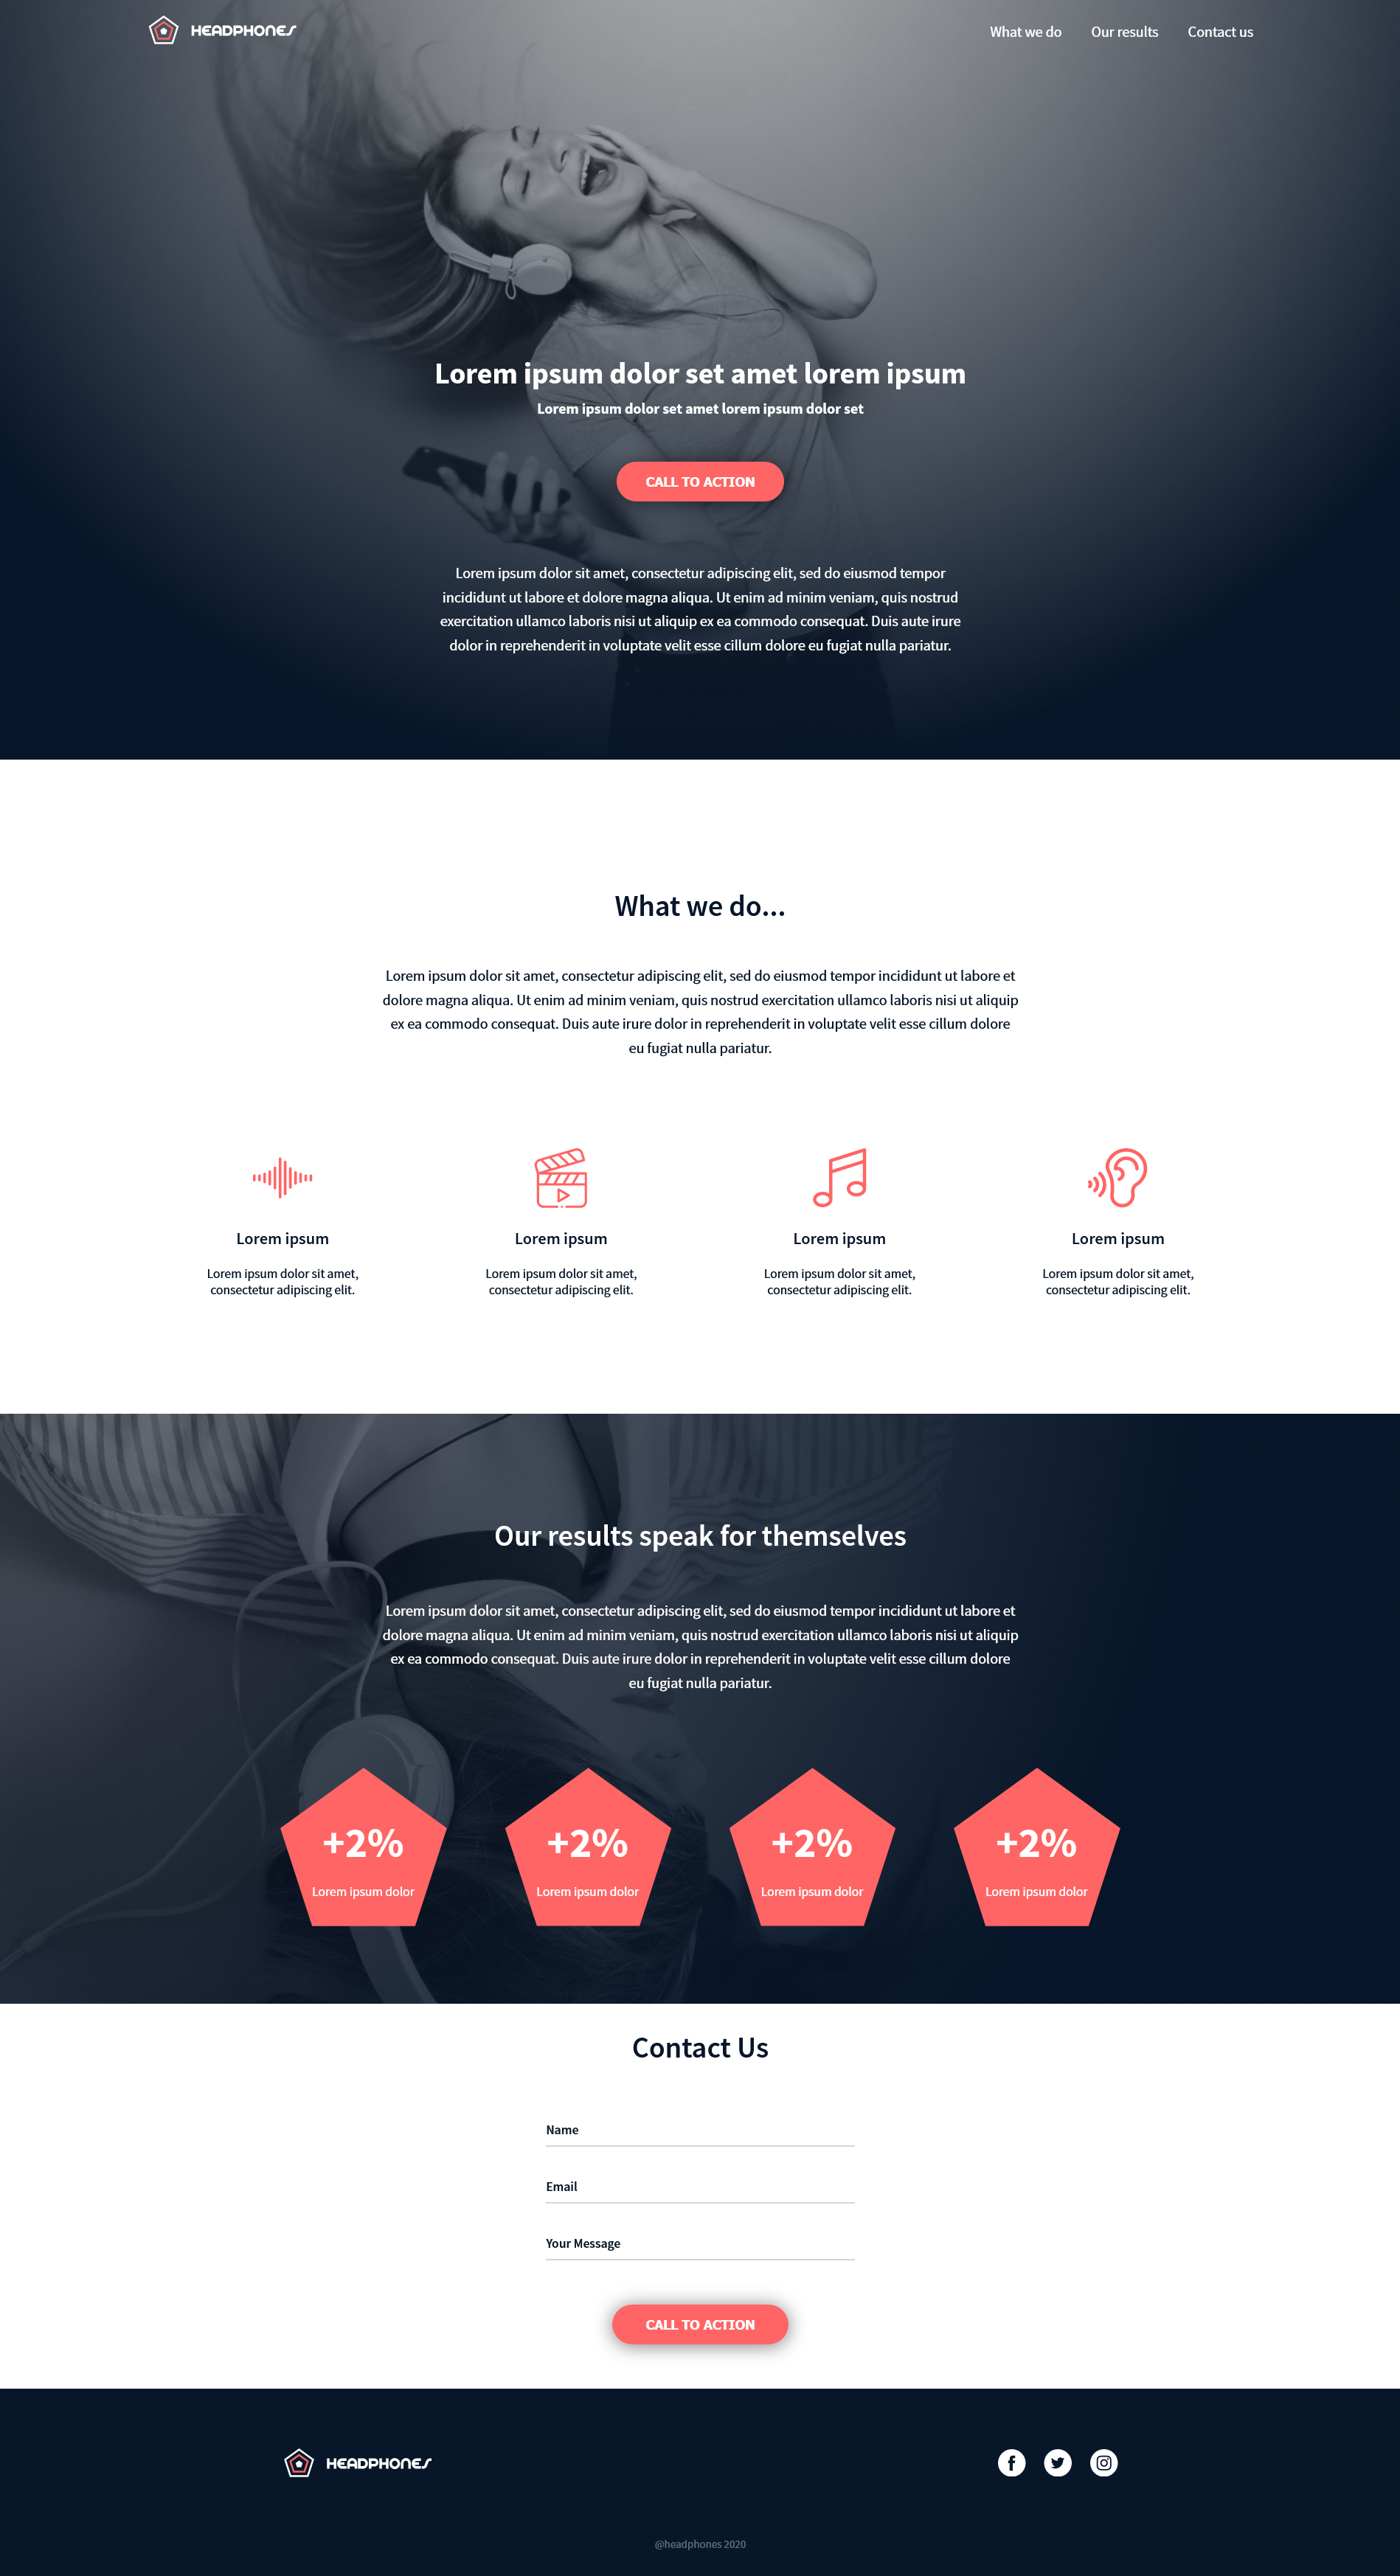 HEADPHONES
What we do
Our results
Contact us
Lorem ipsum dolor set amet lorem ipsum
Lorem ipsum dolor set amet lorem ipsum dolor set
CALL TO ACTION
Lorem ipsum dolor sit amet, consectetur adipiscing elit, sed do eiusmod tempor
incididunt ut labore et dolore magna aliqua. Ut enim ad minim veniam, quis nostrud
exercitation ullamco laboris nisi ut aliquip ex ea commodo consequat. Duis aute irure
dolor in reprehenderit in voluptate velit esse cillum dolore eu fugiat nulla pariatur.
What we do...
Lorem ipsum dolor sit amet, consectetur adipiscing elit, sed do eiusmod tempor incididunt ut labore et
dolore magna aliqua. Ut enim ad minim veniam, quis nostrud exercitation ullamco laboris nisi ut aliquip
ex ea commodo consequat. Duis aute irure dolor in reprehenderit in voluptate velit esse cillum dolore
eu fugiat nulla pariatur.
Lorem ipsum
Lorem ipsum dolor sit amet,
consectetur adipiscing elit.
Lorem ipsum
Lorem ipsum dolor sit amet,
consectetur adipiscing elit.
Lorem ipsum
Lorem ipsum dolor sit amet,
consectetur adipiscing elit.
Lorem ipsum
Lorem ipsum dolor sit amet,
consectetur adipiscing elit.
Our results speak for themselves
Lorem ipsum dolor sit amet, consectetur adipiscing elit, sed do eiusmod tempor incididunt ut labore et
dolore magna aliqua. Ut enim ad minim veniam, quis nostrud exercitation ullamco laboris nisi ut aliquip
ex ea commodo consequat. Duis aute irure dolor in reprehenderit in voluptate velit esse cillum dolore
eu fugiat nulla pariatur.
+2%
Lorem ipsum dolor
+2%
Lorem ipsum dolor
+2%
Lorem ipsum dolor
+2%
Lorem ipsum dolor
Contact Us
Name
Email
Your Message
CALL TO ACTION
HEADPHONES
@headphones 2020